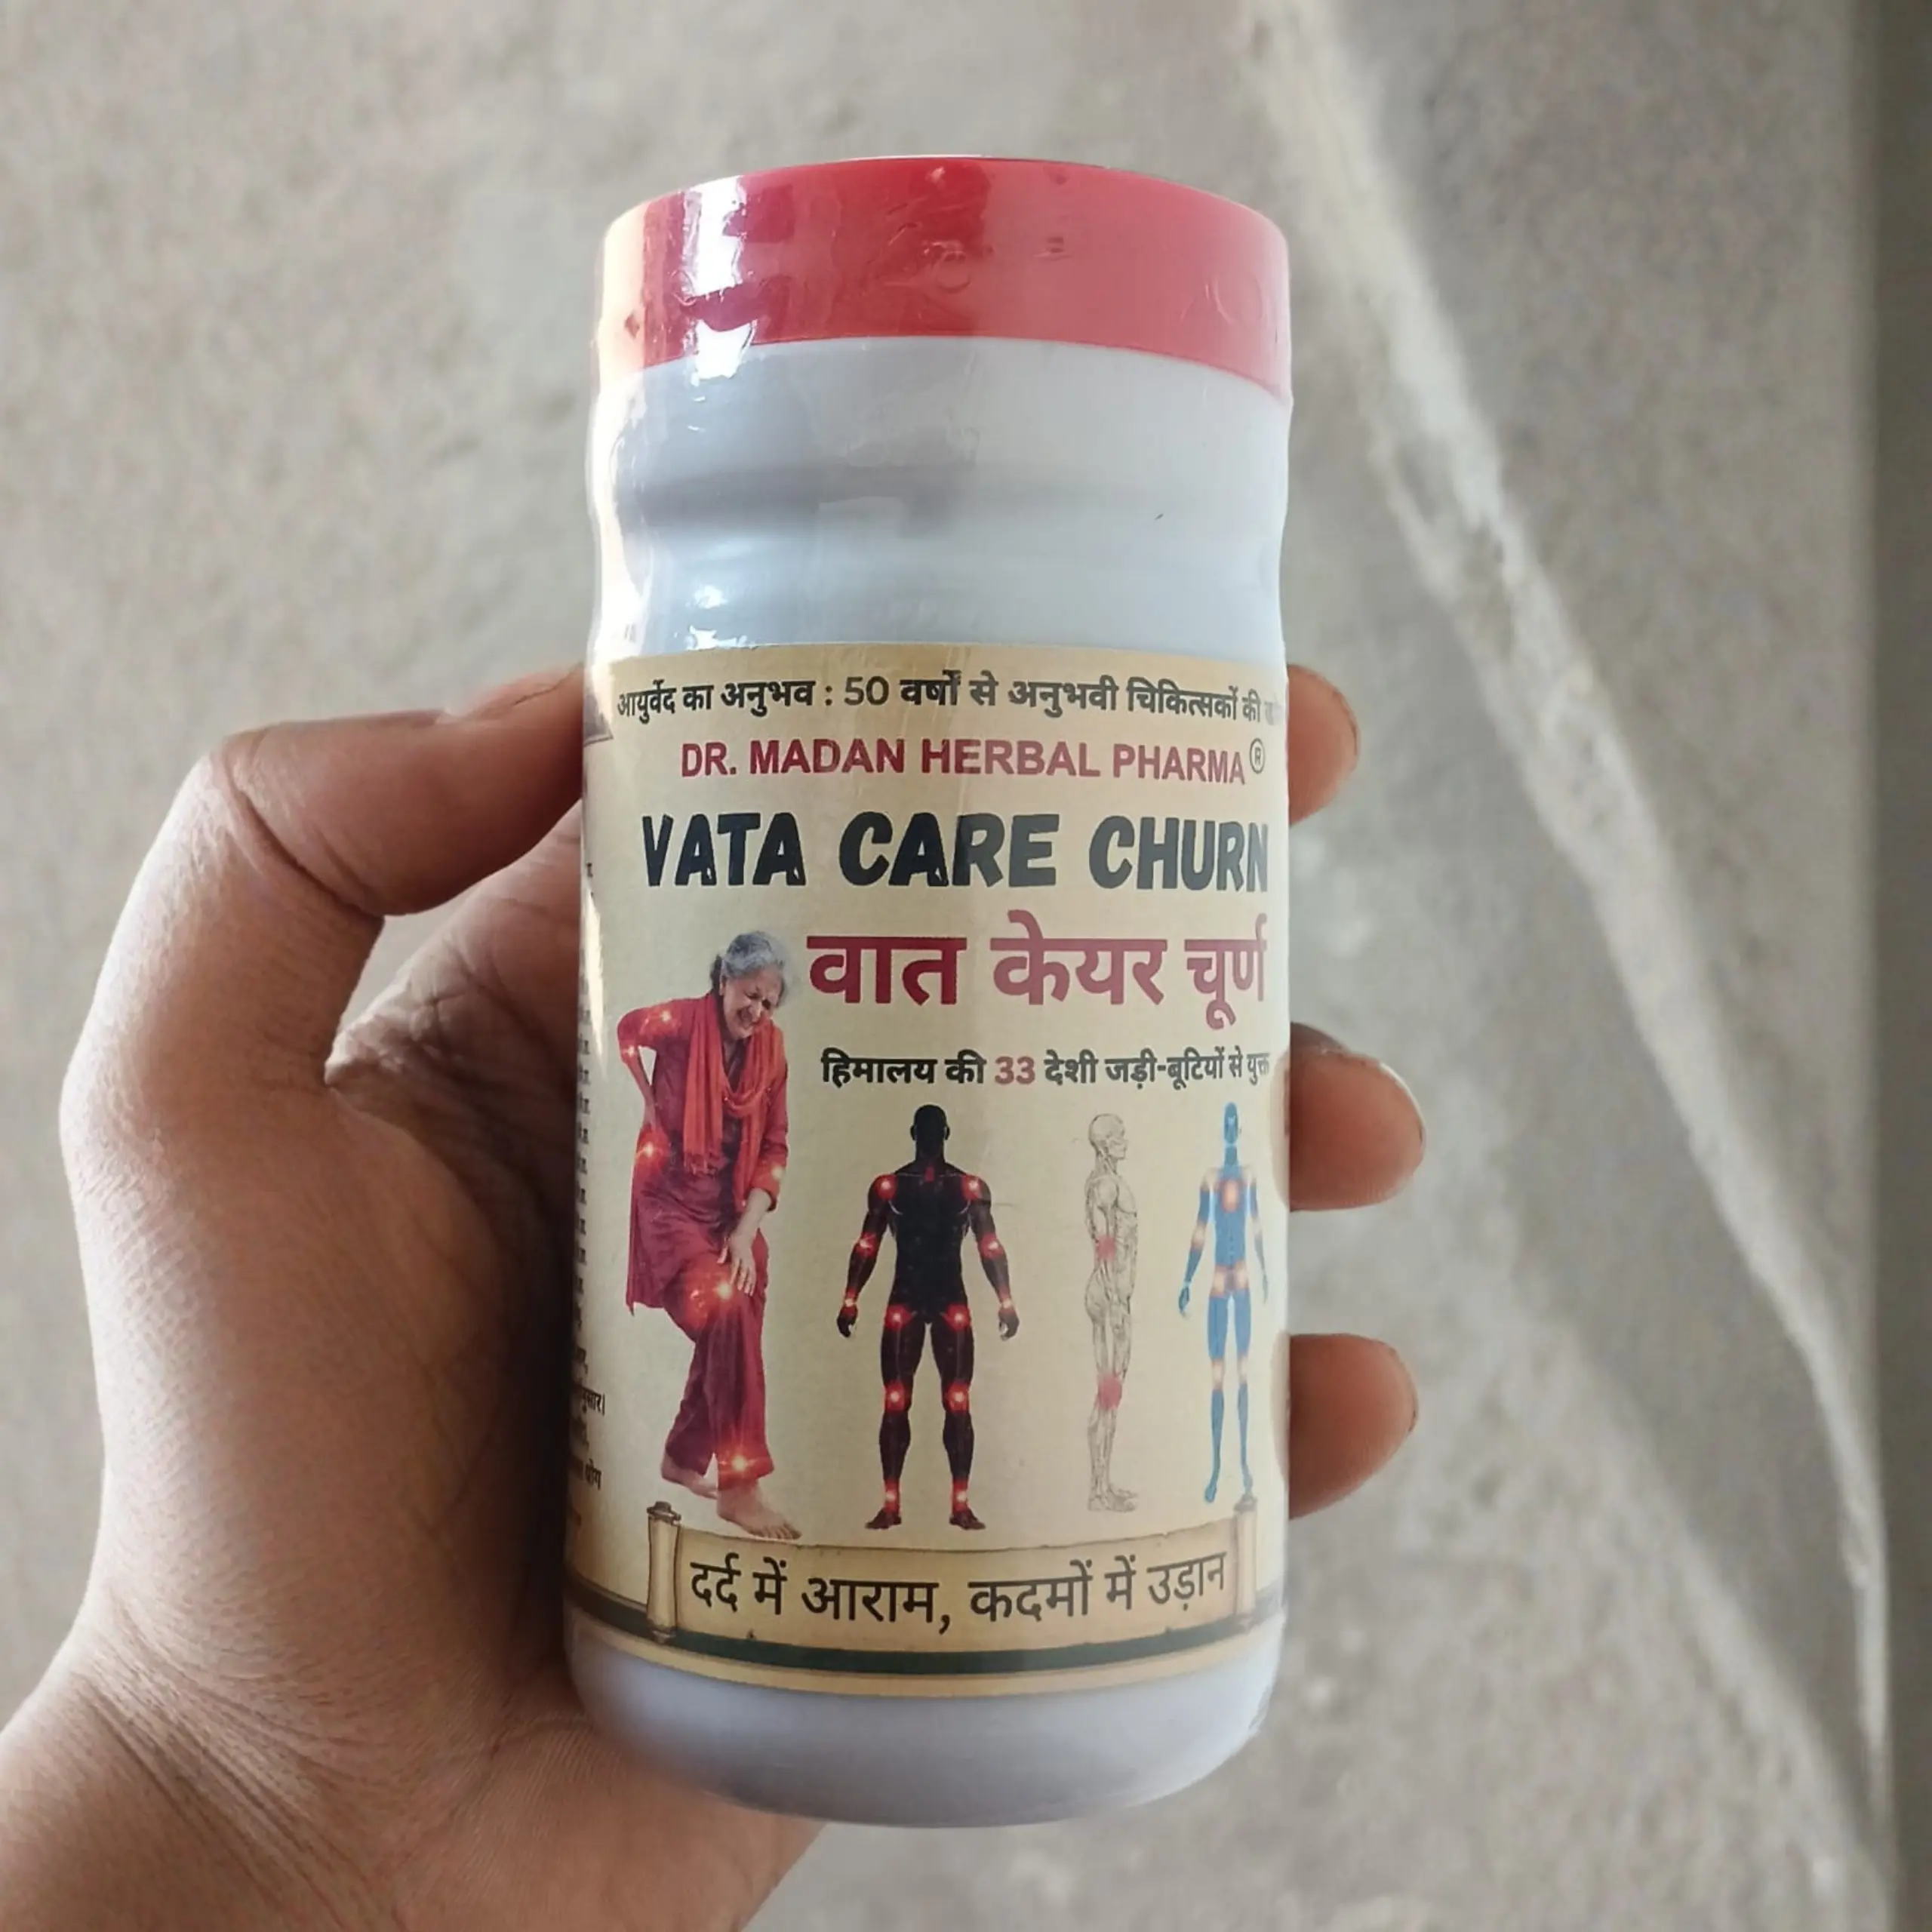 आयुर्वेद का अनुभव : 50 वर्षों से अनुभवी चिकित्सकों की
DR. MADAN HERBAL PHARMA®
VATA CARE CHURN
वात केयर चूर्ण
हिमालय की 33 देशी जड़ी-बूटियों से युक्त
दर्द में आराम, कदमों में उड़ान